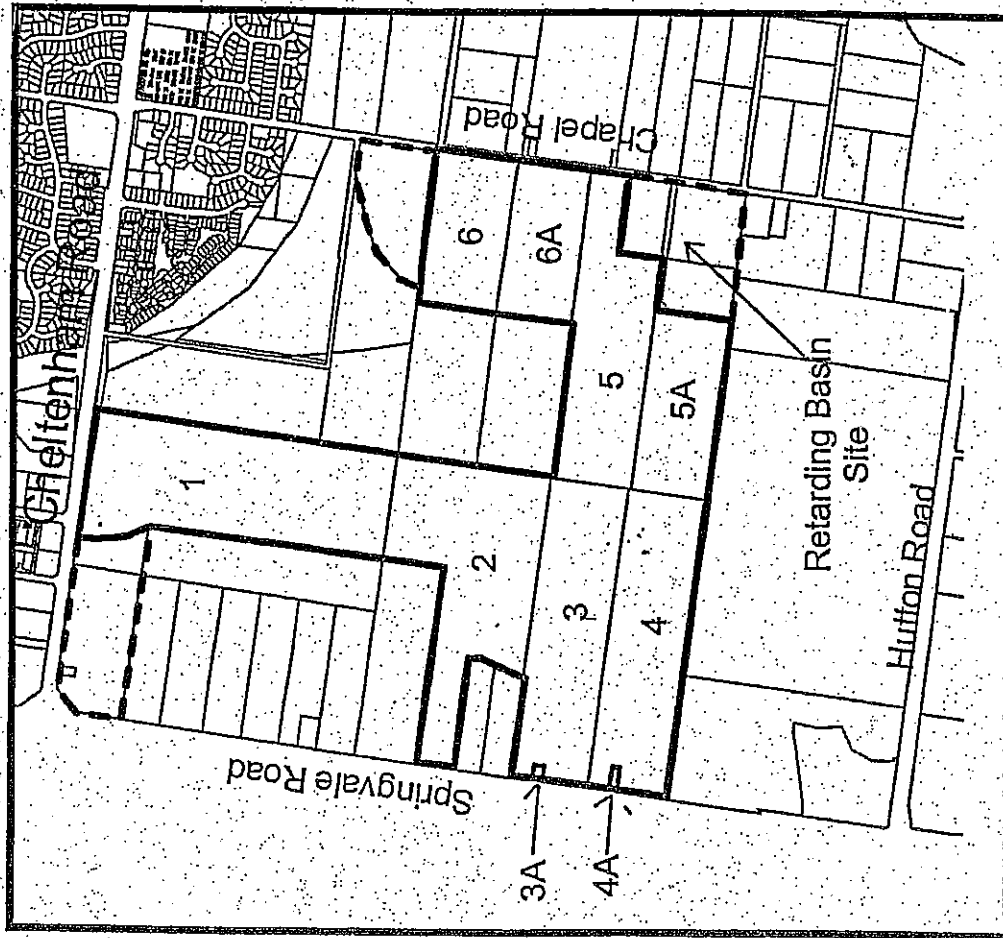 Cheltenham Road
Chapel Road
1
6
6A
2
5
5A
3
4
Springvale Road
3A
4A
Retarding Basin
Site
Hutton Road